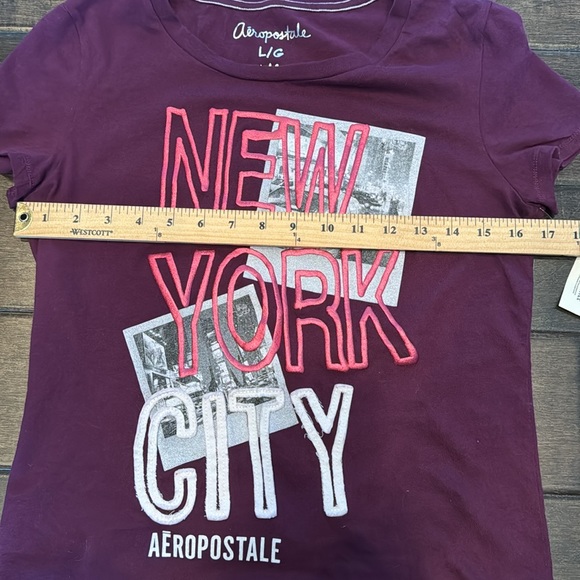 Aéropostale
L/G
NEW
1 2 3 4 5 6 7 8 9 10 11 12 13 14 15 16 17
WESTCOTT
YORK
CITY
AĒROPOSTALE